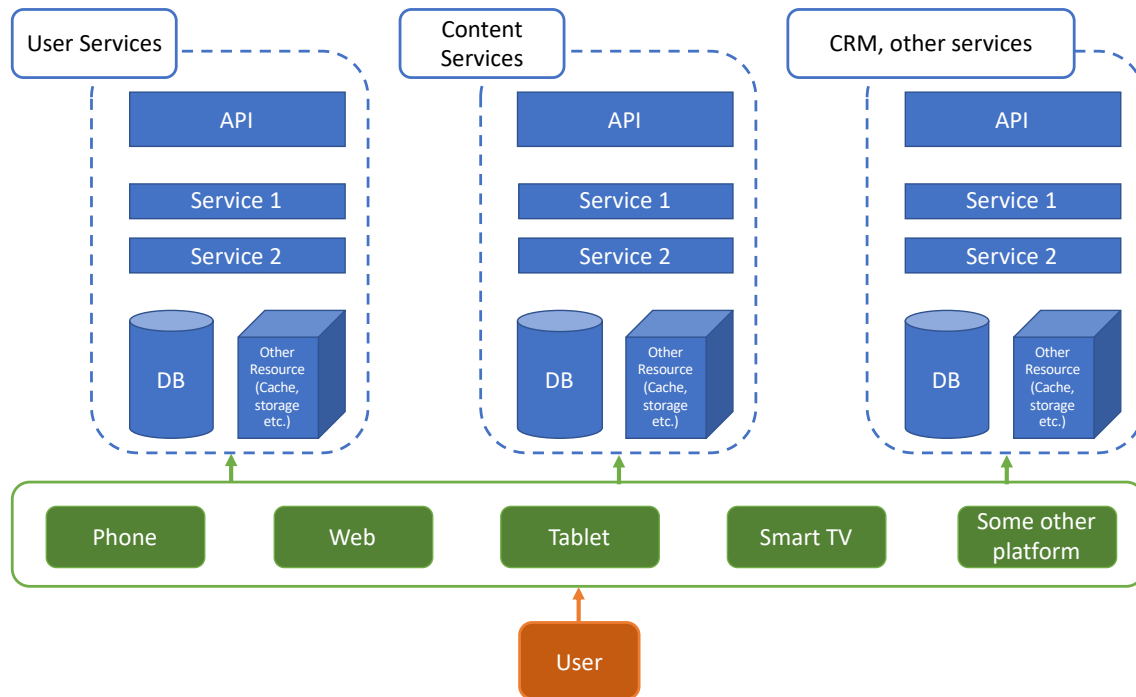 User Services
Content
Services
CRM, other services
API
API
API
Service 1
Service 1
Service 1
Service 2
Service 2
Service 2
DB
Other
Resource
(Cache,
storage
etc.)
DB
Other
Resource
(Cache,
storage
etc.)
DB
Other
Resource
(Cache,
storage
etc.)
Phone
Web
Tablet
Smart TV
Some other
platform
User